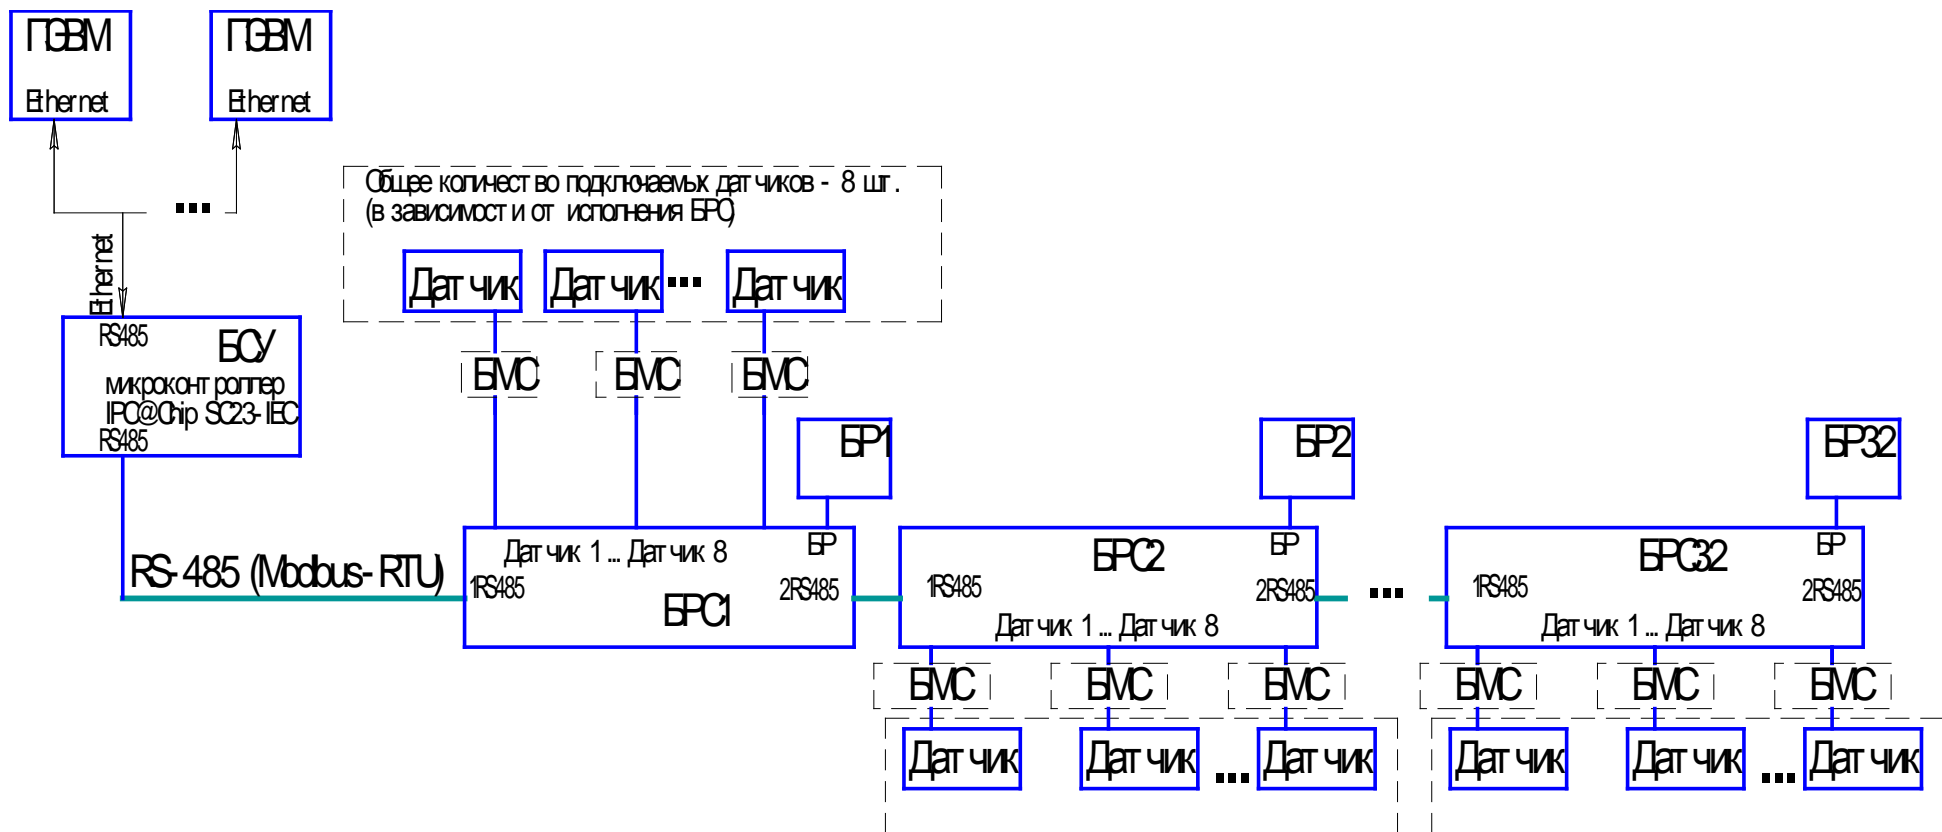 ПЭВМ
Ethernet
ПЭВМ
Ethernet
Ethernet
Общее количество подключаемых датчиков - 8 шт.
(в зависимости от исполнения БРС)
Датчик
Датчик
Датчик
БМС
БМС
БМС
RS485
БСУ
микроконтроллер
IPC@Chip SC23-IEC
RS485
RS-485 (Modbus-RTU)
БР1
БР2
БР32
Датчик 1 ... Датчик 8
БР
1RS485
2RS485
БРС1
БРС2
БР
1RS485
2RS485
Датчик 1 ... Датчик 8
БРС32
БР
1RS485
2RS485
Датчик 1 ... Датчик 8
БМС
БМС
БМС
БМС
БМС
БМС
Датчик
Датчик
Датчик
Датчик
Датчик
Датчик